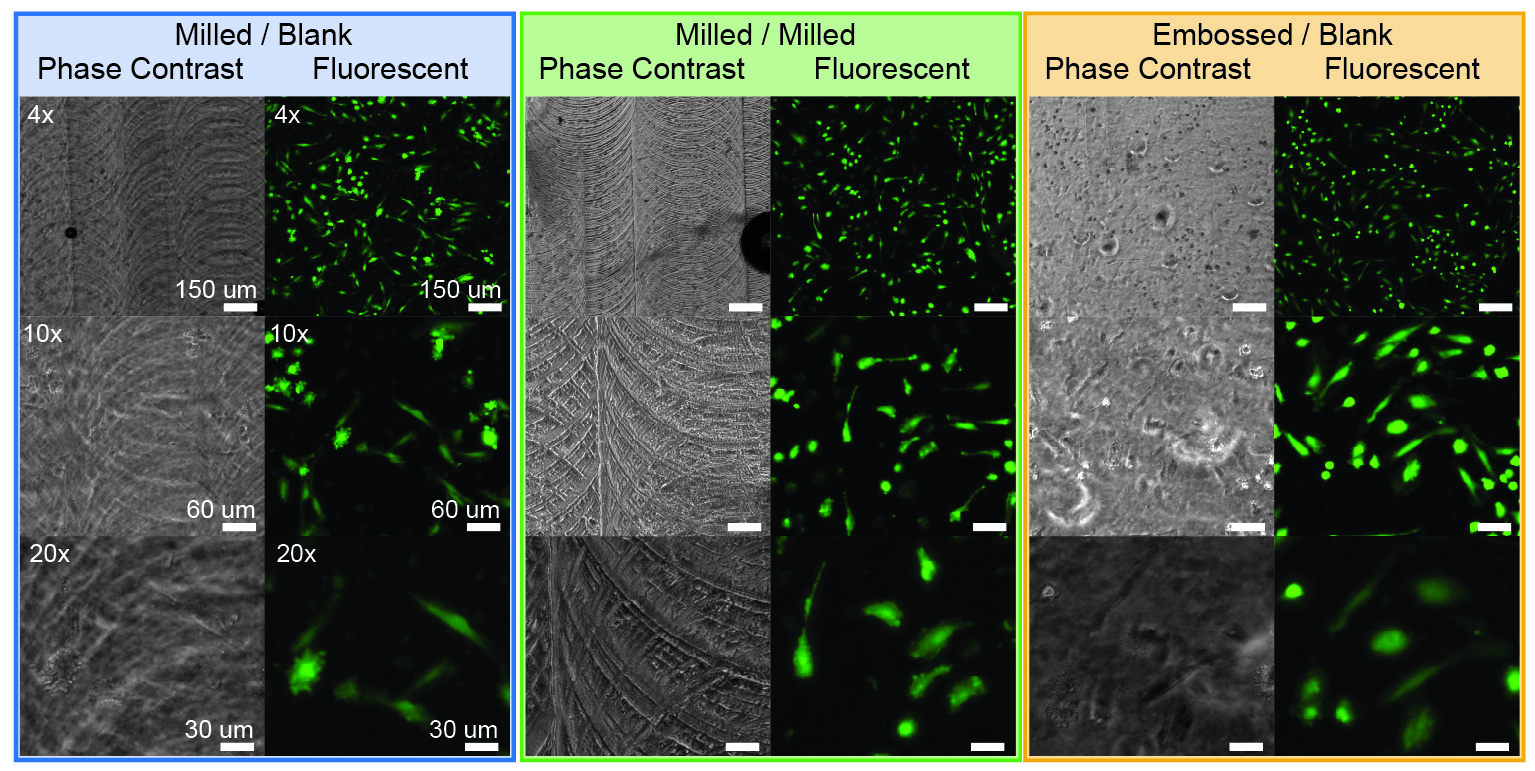 Milled / Blank
Phase Contrast
Fluorescent
Milled / Milled
Phase Contrast
Fluorescent
Embossed / Blank
Phase Contrast
Fluorescent
4x
4x
150 um
150 um
10x
10x
60 um
60 um
20x
20x
30 um
30 um